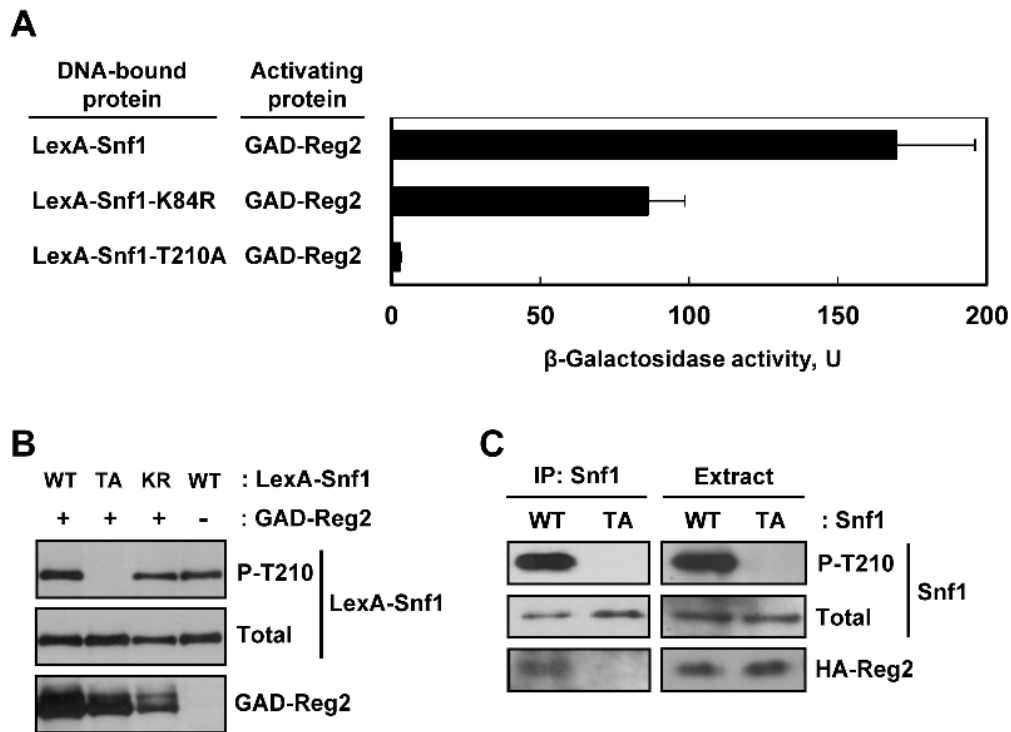 A
DNA-bound protein
Activating protein
LexA-Snf1 GAD-Reg2
LexA-Snf1-K84R GAD-Reg2
LexA-Snf1-T210A GAD-Reg2
0 50 100 150 200
β-Galactosidase activity, U
B
WT TA KR WT : LexA-Snf1
+ + + - : GAD-Reg2
P-T210
LexA-Snf1
Total
GAD-Reg2
C
IP: Snf1 Extract
WT TA WT TA : Snf1
P-T210
Snf1
Total
HA-Reg2